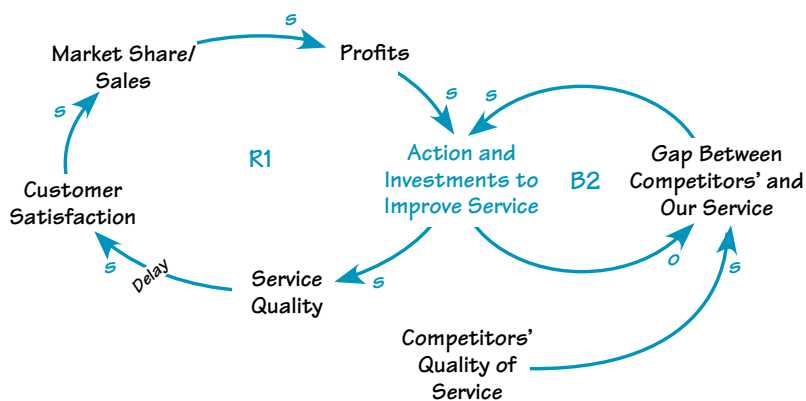 s
Market Share/
Sales
Profits
s
s
s
R1
Action and
Investments to
Improve Service
B2
Gap Between
Competitors' and
Our Service
Customer
Satisfaction
s
Delay
Service
Quality
s
o
s
Competitors'
Quality of
Service